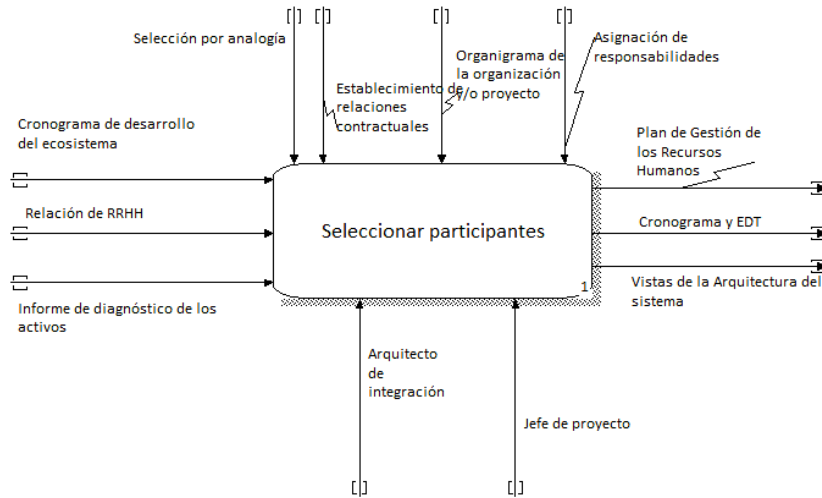 Selección por analogía
Establecimiento de
relaciones
contractuales
Organigrama de
la organización
y/o proyecto
Asignación de
responsabilidades
Cronograma de desarrollo
del ecosistema
Relación de RRHH
Informe de diagnóstico de los
activos
Seleccionar participantes
1
Plan de Gestión de
los Recursos
Humanos
Cronograma y EDT
Vistas de la Arquitectura del
sistema
Arquitecto
de
integración
Jefe de proyecto